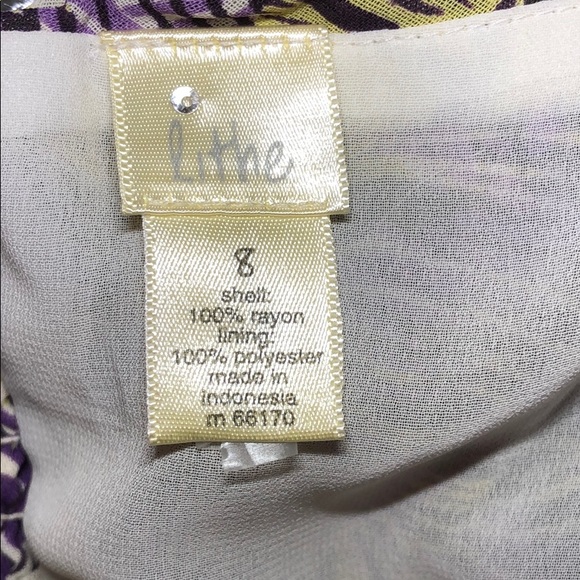 lithe
8
shell:
100% rayon
lining:
100% polyester
made in
indonesia
m 66170